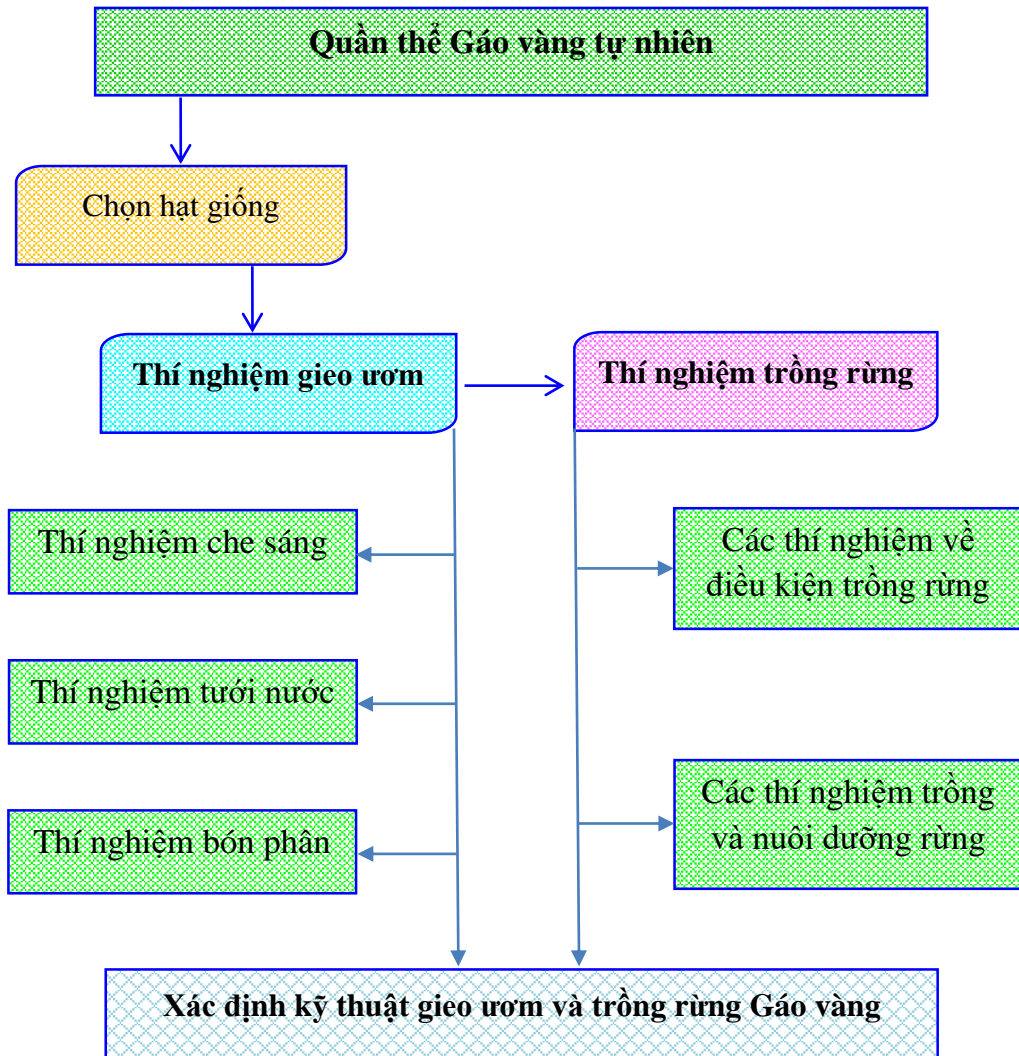 Quần thể Gáo vàng tự nhiên
Chọn hạt giống
Thí nghiệm gieo ươm
Thí nghiệm trồng rừng
Thí nghiệm che sáng
Các thí nghiệm về
điều kiện trồng rừng
Thí nghiệm tưới nước
Các thí nghiệm trồng
và nuôi dưỡng rừng
Thí nghiệm bón phân
Xác định kỹ thuật gieo ươm và trồng rừng Gáo vàng